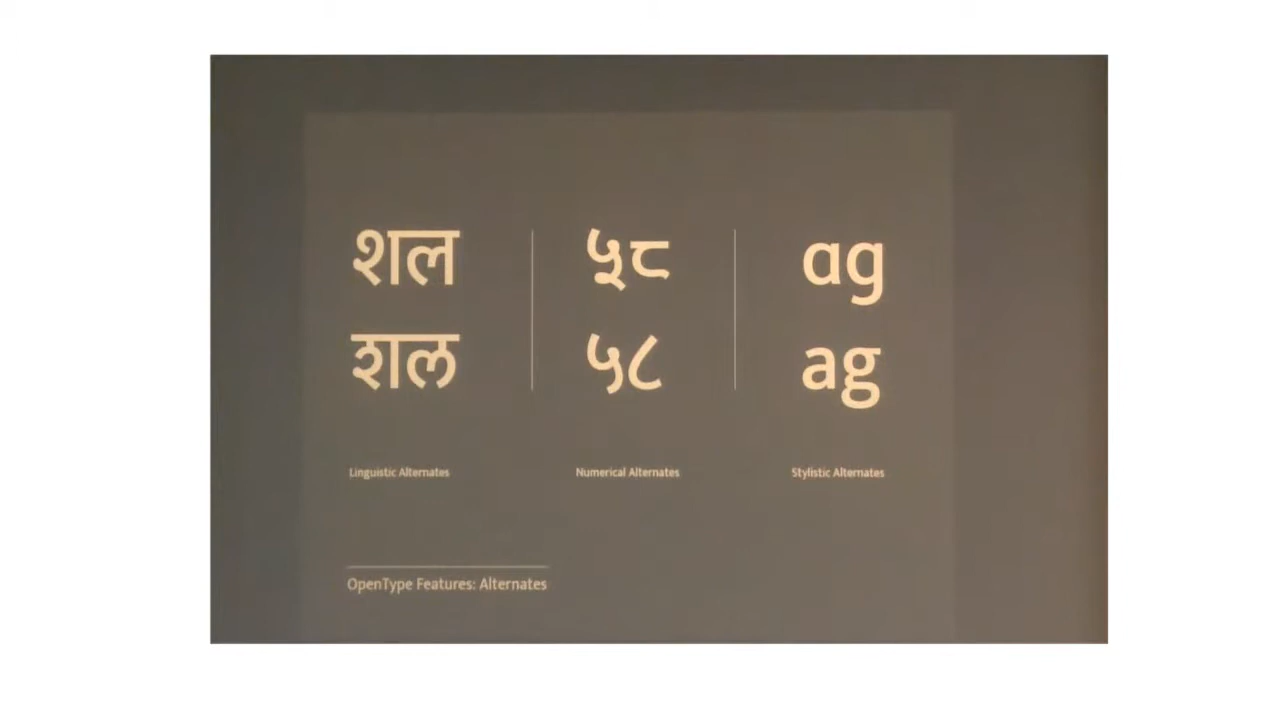 शल
शल
५८
५८
ag
ag
Linguistic Alternates
Numerical Alternates
Stylistic Alternates
OpenType Features: Alternates